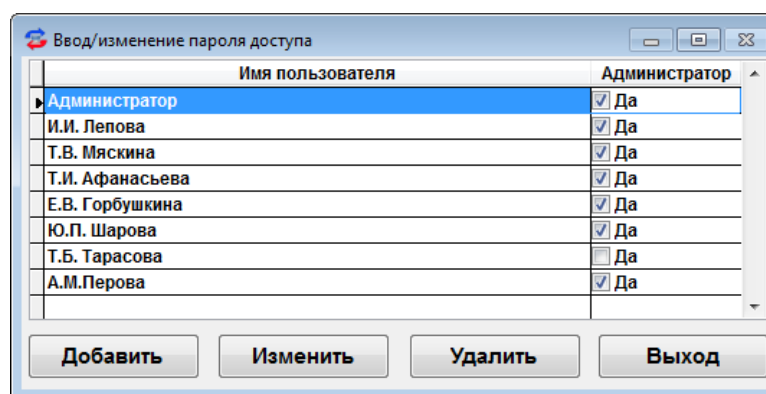 Ввод/изменение пароля доступа
Имя пользователя Администратор
Администратор Да
И.И. Лепова Да
Т.В. Мяскина Да
Т.И. Афанасьева Да
Е.В. Горбушкина Да
Ю.П. Шарова Да
Т.Б. Тарасова Да
А.М.Перова Да
Добавить Изменить Удалить Выход